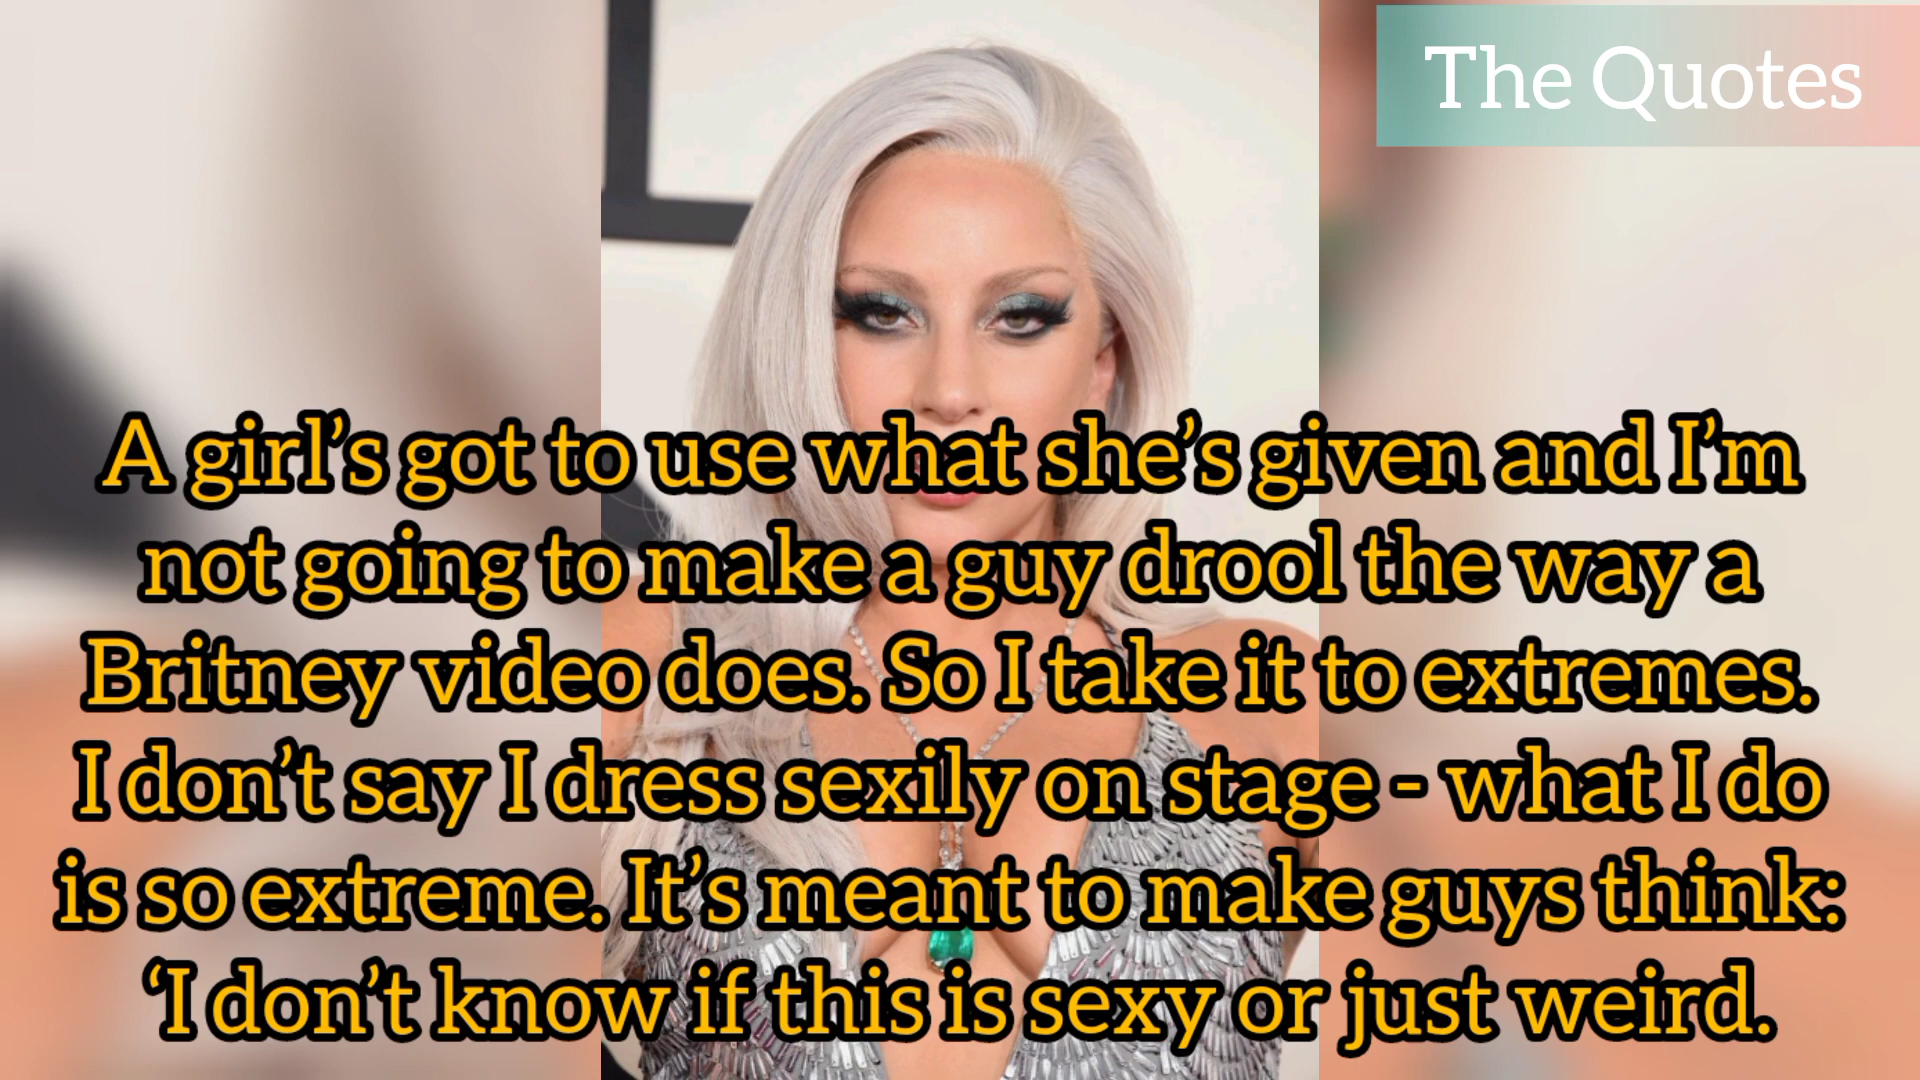 The Quotes
A girl’s got to use what she’s given and I’m
not going to make a guy drool the way a
Britney video does. So I take it to extremes.
I don’t say I dress sexily on stage - what I do
is so extreme. It’s meant to make guys think:
‘I don’t know if this is sexy or just weird.